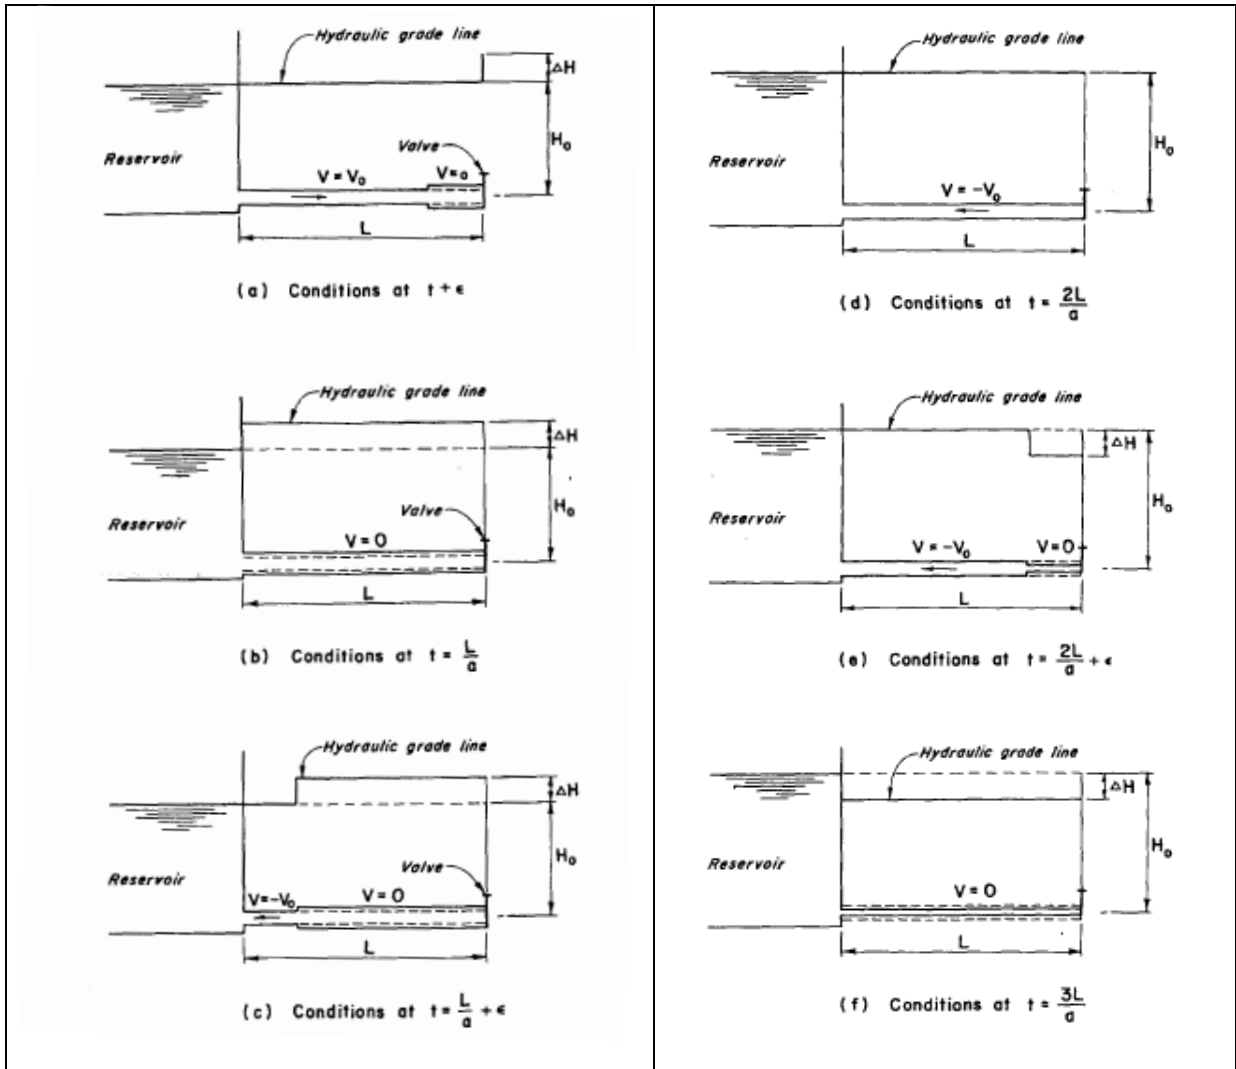 Hydraulic grade line
ΔH
H₀
Valve
Reservoir
V = V₀
V = 0
L
(a) Conditions at t + ϵ
Hydraulic grade line
ΔH
H₀
Valve
Reservoir
V = 0
L
(b) Conditions at t = L/a
Hydraulic grade line
ΔH
H₀
Valve
Reservoir
V = -V₀
V = 0
L
(c) Conditions at t = L/a + ϵ
Hydraulic grade line
H₀
Reservoir
V = -V₀
L
(d) Conditions at t = 2L/a
Hydraulic grade line
ΔH
H₀
Reservoir
V = -V₀
V = 0
L
(e) Conditions at t = 2L/a + ϵ
Hydraulic grade line
ΔH
H₀
Reservoir
V = 0
L
(f) Conditions at t = 3L/a